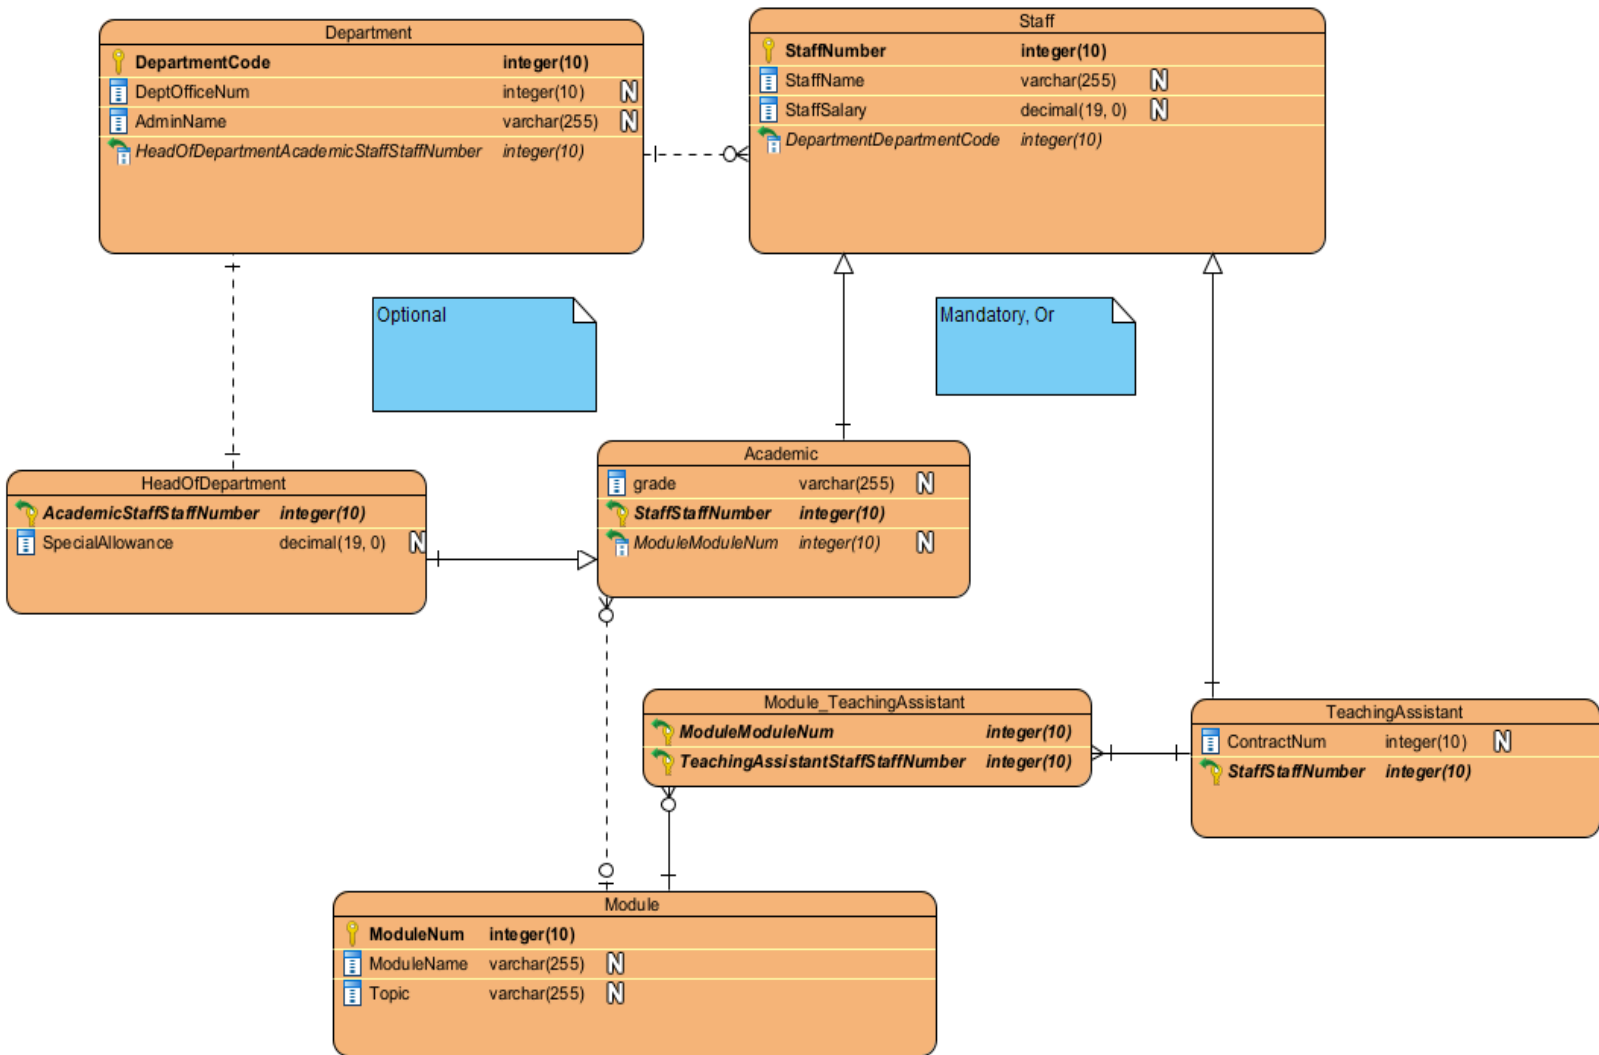 Department
DepartmentCode integer(10)
DeptOfficeNum integer(10) N
AdminName varchar(255) N
HeadOfDepartmentAcademicStaffStaffNumber integer(10)
Staff
StaffNumber integer(10)
StaffName varchar(255) N
StaffSalary decimal(19, 0) N
DepartmentDepartmentCode integer(10)
Optional
Mandatory, Or
HeadOfDepartment
AcademicStaffStaffNumber integer(10)
SpecialAllowance decimal(19, 0) N
Academic
grade varchar(255) N
StaffStaffNumber integer(10)
ModuleModuleNum integer(10) N
Module_TeachingAssistant
ModuleModuleNum integer(10)
TeachingAssistantStaffStaffNumber integer(10)
TeachingAssistant
ContractNum integer(10) N
StaffStaffNumber integer(10)
Module
ModuleNum integer(10)
ModuleName varchar(255) N
Topic varchar(255) N